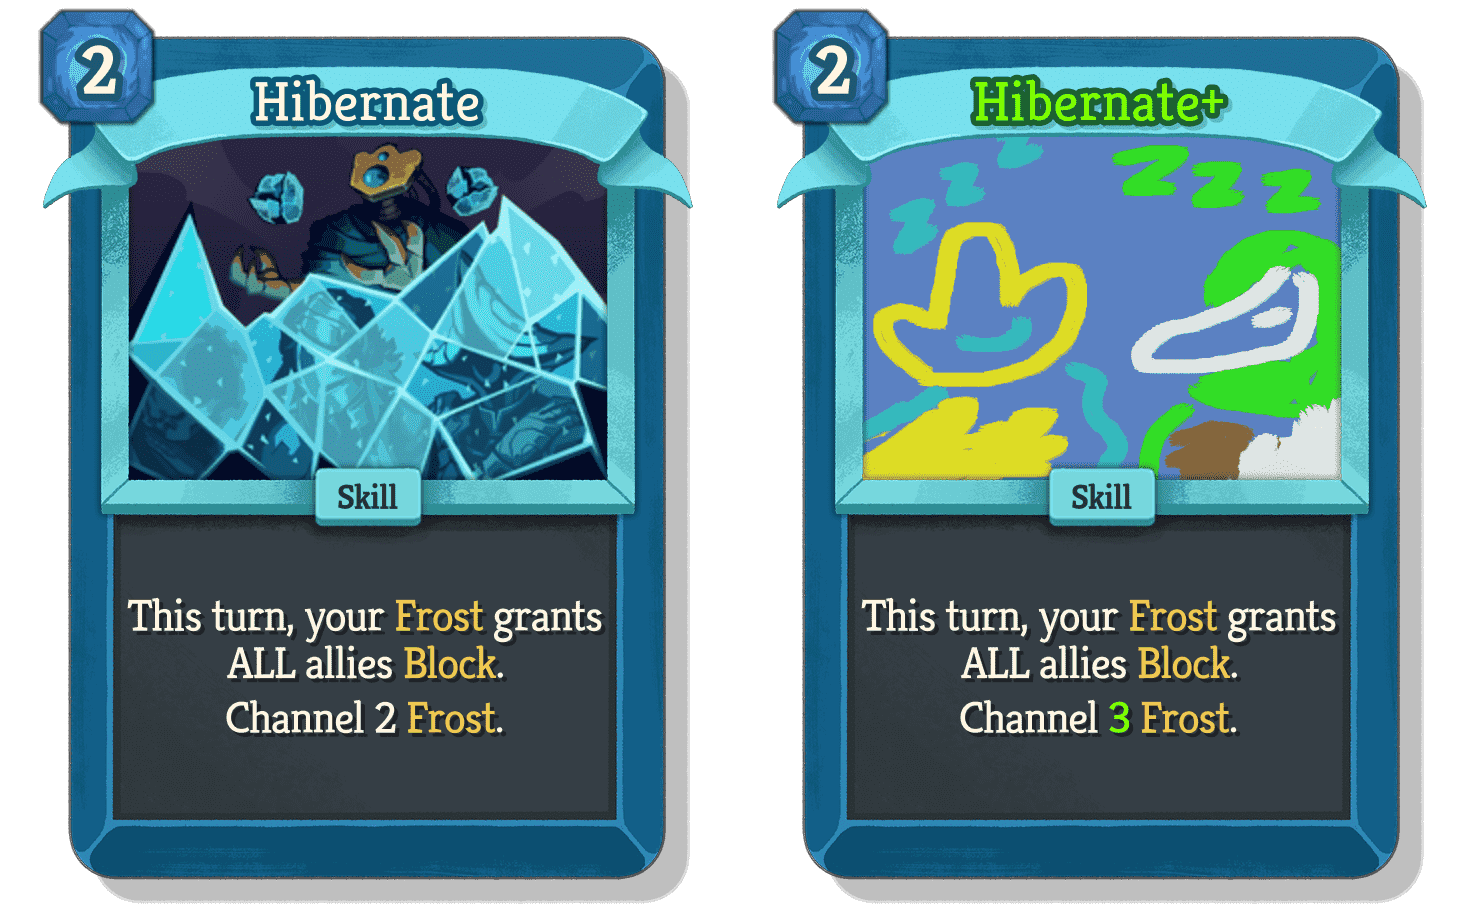 2
Hibernate
Skill
This turn, your Frost grants
ALL allies Block.
Channel 2 Frost.
2
Hibernate+
z z z
z z z
Skill
This turn, your Frost grants
ALL allies Block.
Channel 3 Frost.